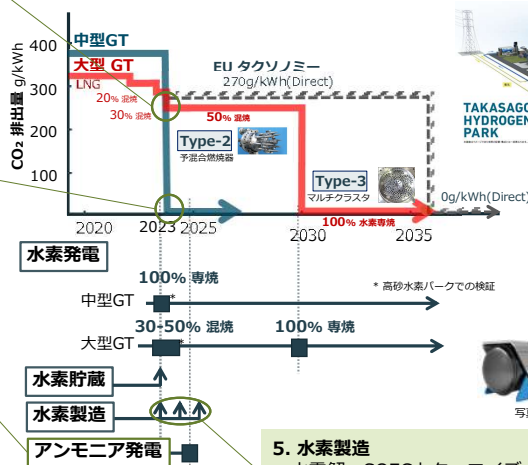 中型GT
大型 GT
LNG
20% 混焼
30% 混焼
50% 混焼
EU タクソノミー
270g/kWh(Direct)
Type-2
予混合燃焼器
Type-3
マルチクラスタ
100% 水素専焼
0g/kWh(Direct)
CO₂ 排出量 g/kWh
400
300
200
100
2020
2023
2025
2030
2035
TAKASAGO
HYDROGEN
PARK
水素発電
100% 専焼
中型GT
*
* 高砂水素パークでの検証
30-50% 混焼
100% 専焼
大型GT
*
水素貯蔵
水素製造
アンモニア発電
写真
5. 水素製造